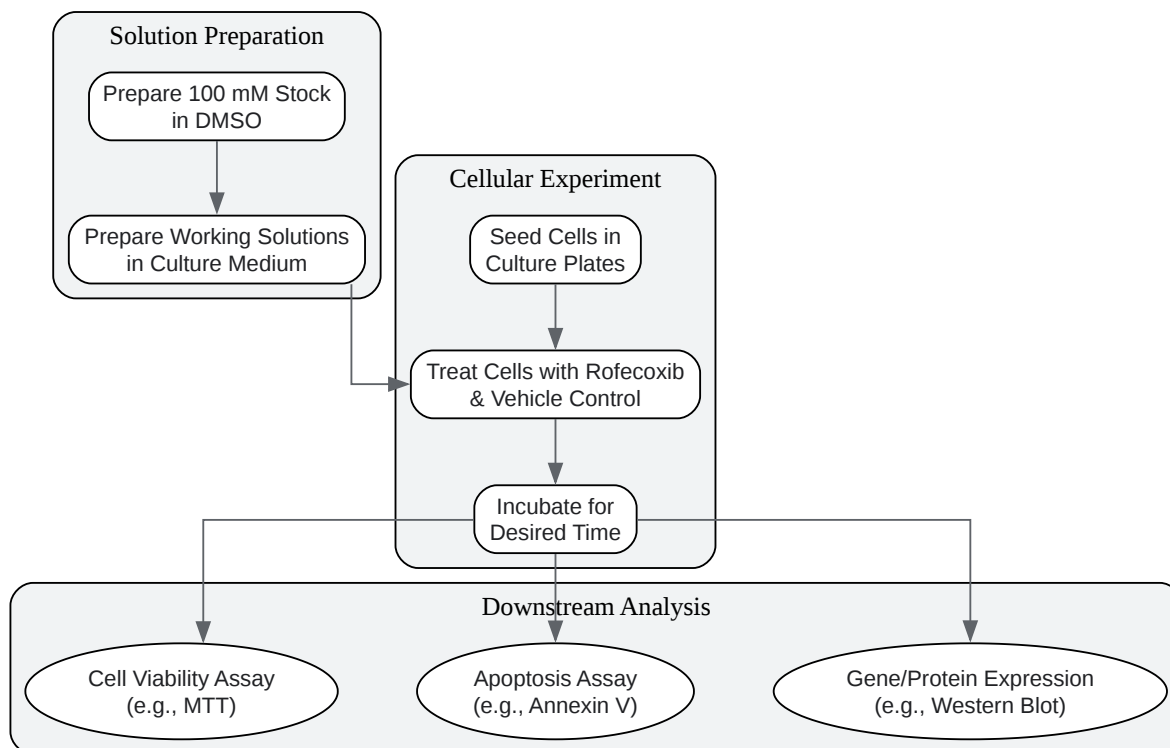 Solution Preparation
Prepare 100 mM Stock
in DMSO
Prepare Working Solutions
in Culture Medium
Cellular Experiment
Seed Cells in
Culture Plates
Treat Cells with Rofecoxib
& Vehicle Control
Incubate for
Desired Time
Downstream Analysis
Cell Viability Assay
(e.g., MTT)
Apoptosis Assay
(e.g., Annexin V)
Gene/Protein Expression
(e.g., Western Blot)